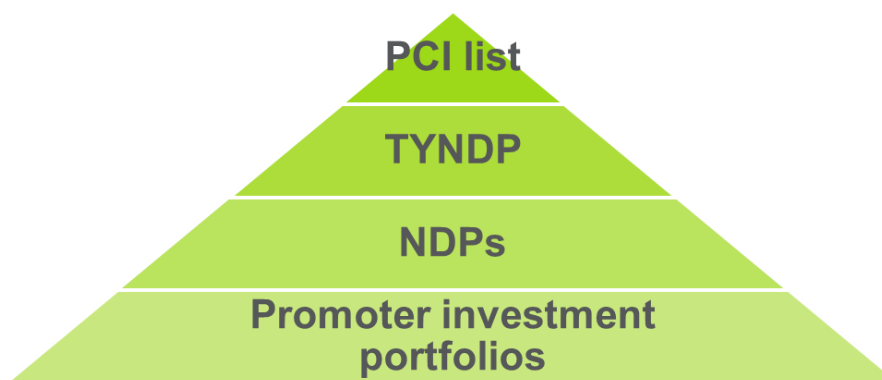 PCI list
TYNDP
NDPs
Promoter investment
portfolios